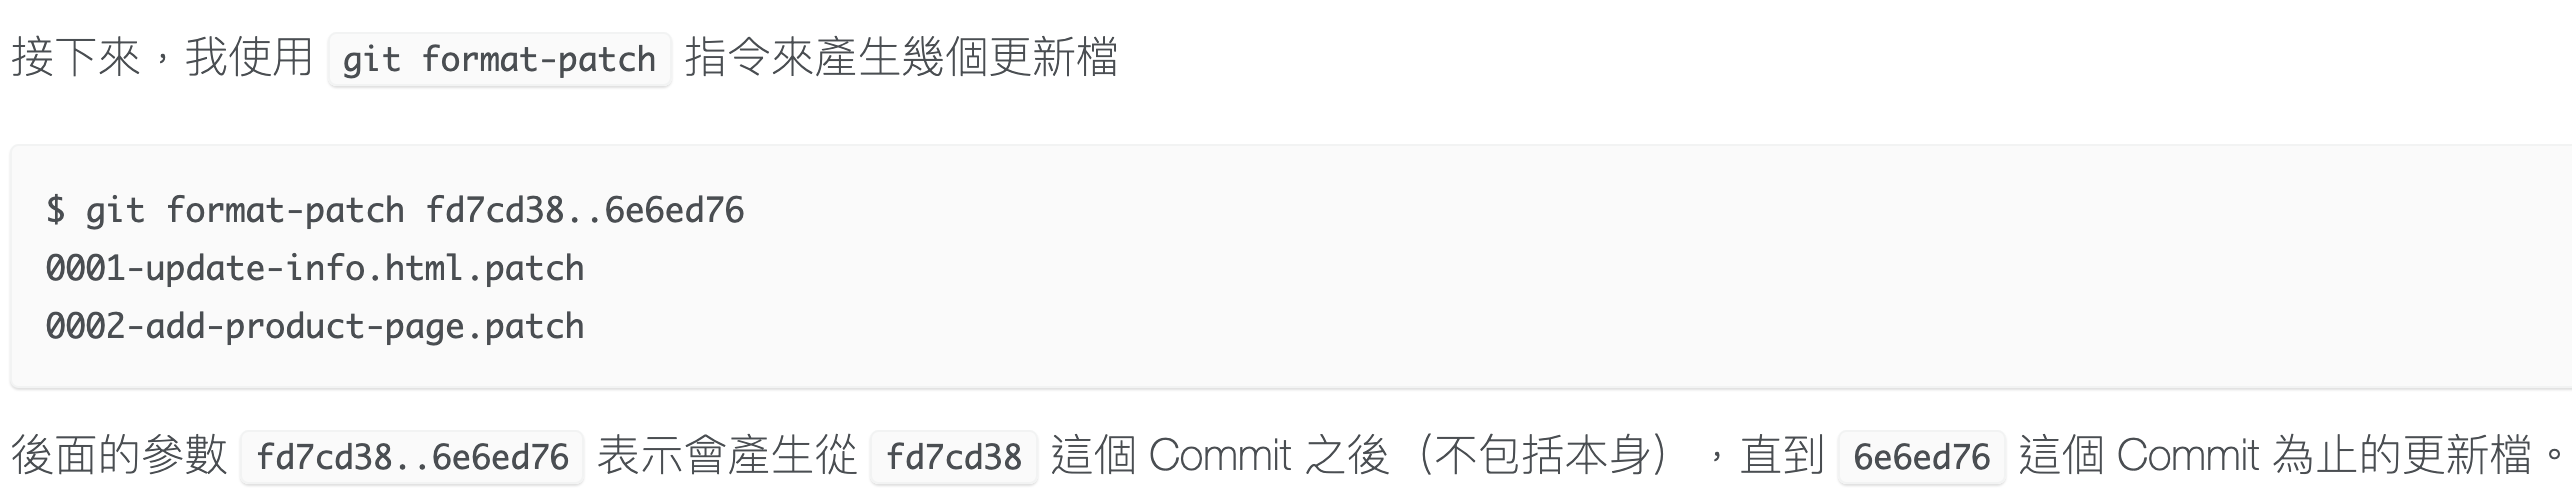 接下來，我使用 git format-patch 指令來產生幾個更新檔
$ git format-patch fd7cd38..6e6ed76
0001-update-info.html.patch
0002-add-product-page.patch
後面的參數 fd7cd38..6e6ed76 表示會產生從 fd7cd38 這個 Commit 之後（不包括本身），直到 6e6ed76 這個 Commit 為止的更新檔。